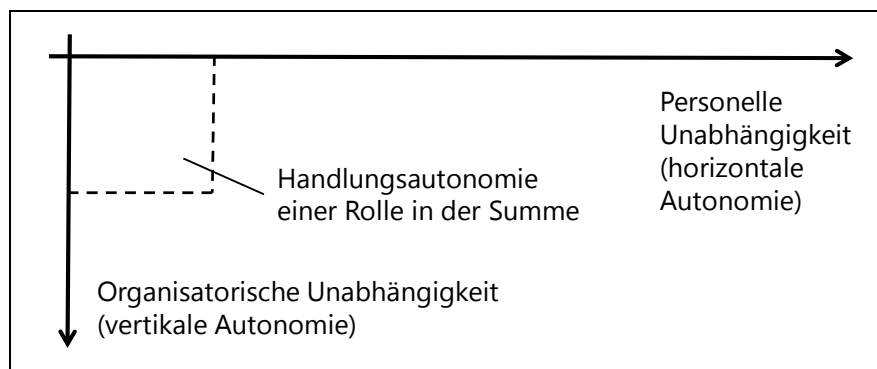 Personelle
Unabhängigkeit
(horizontale
Autonomie)
Handlungsautonomie
einer Rolle in der Summe
Organisatorische Unabhängigkeit
(vertikale Autonomie)